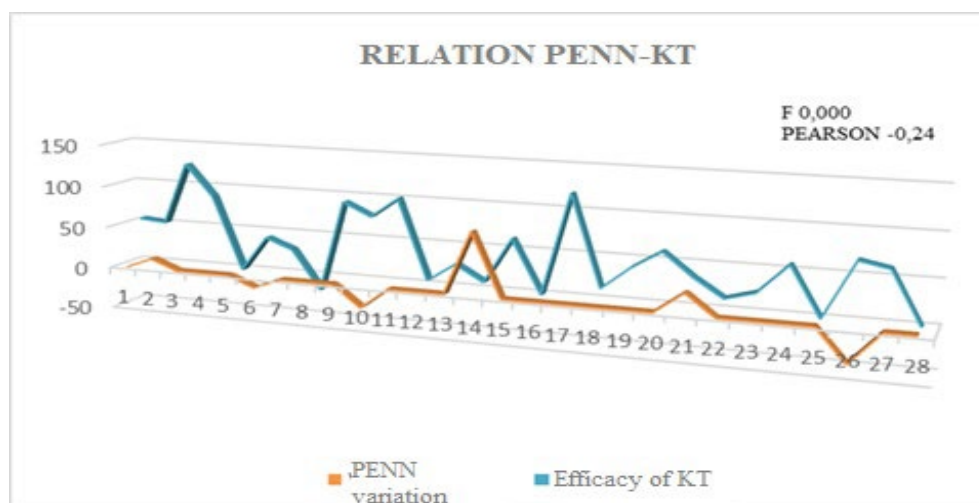 RELATION PENN-KT
F 0,000
PEARSON -0,24
150
100
50
0
-50
1 2 3 4 5 6 7 8 9 10 11 12 13 14 15 16 17 18 19 20 21 22 23 24 25 26 27 28
PENN
variation
Efficacy of KT